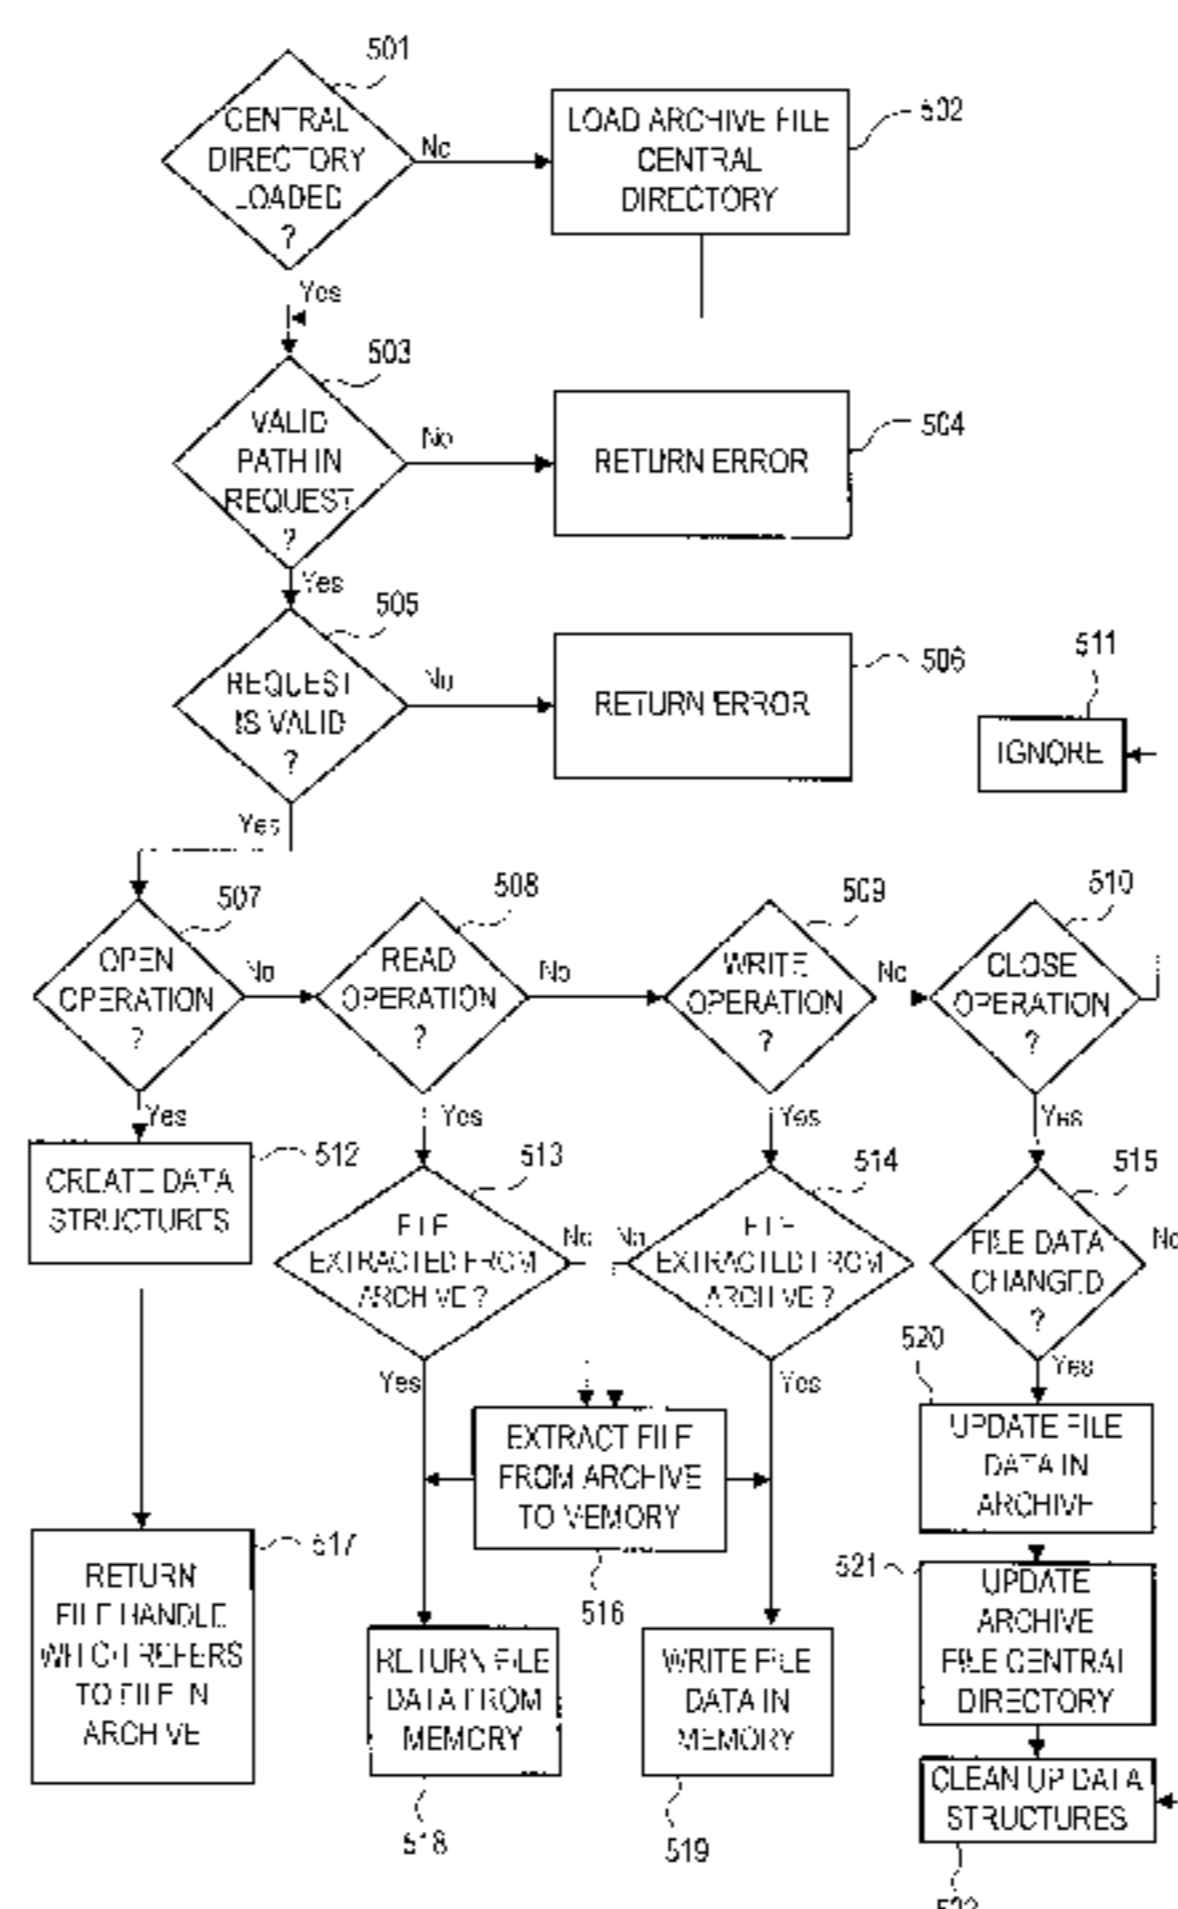 501
CENTRAL
DIRECTORY
LOADED
?
No
LOAD ARCHIVE FILE
CENTRAL
DIRECTORY
502
Yes
503
VALID
PATH IN
REQUEST
?
No
RETURN ERROR
504
Yes
505
REQUEST
IS VALID
?
No
RETURN ERROR
506
511
IGNORE
Yes
507
OPEN
OPERATION
?
No
508
READ
OPERATION
?
No
509
WRITE
OPERATION
?
No
510
CLOSE
OPERATION
?
Yes
Yes
Yes
Yes
CREATE DATA
STRUCTURES
512
513
FILE
EXTRACTED FROM
ARCHIVE ?
No
514
No
FILE
EXTRACTED FROM
ARCHIVE ?
515
FILE DATA
CHANGED
?
No
Yes
Yes
Yes
520
EXTRACT FILE
FROM ARCHIVE
TO MEMORY
516
UPDATE FILE
DATA IN
ARCHIVE
RETURN
FILE HANDLE
WHICH REFERS
TO FILE IN
ARCHIVE
517
521
UPDATE
ARCHIVE
FILE CENTRAL
DIRECTORY
RETURN FILE
DATA FROM
MEMORY
518
WRITE FILE
DATA IN
MEMORY
519
CLEAN UP DATA
STRUCTURES